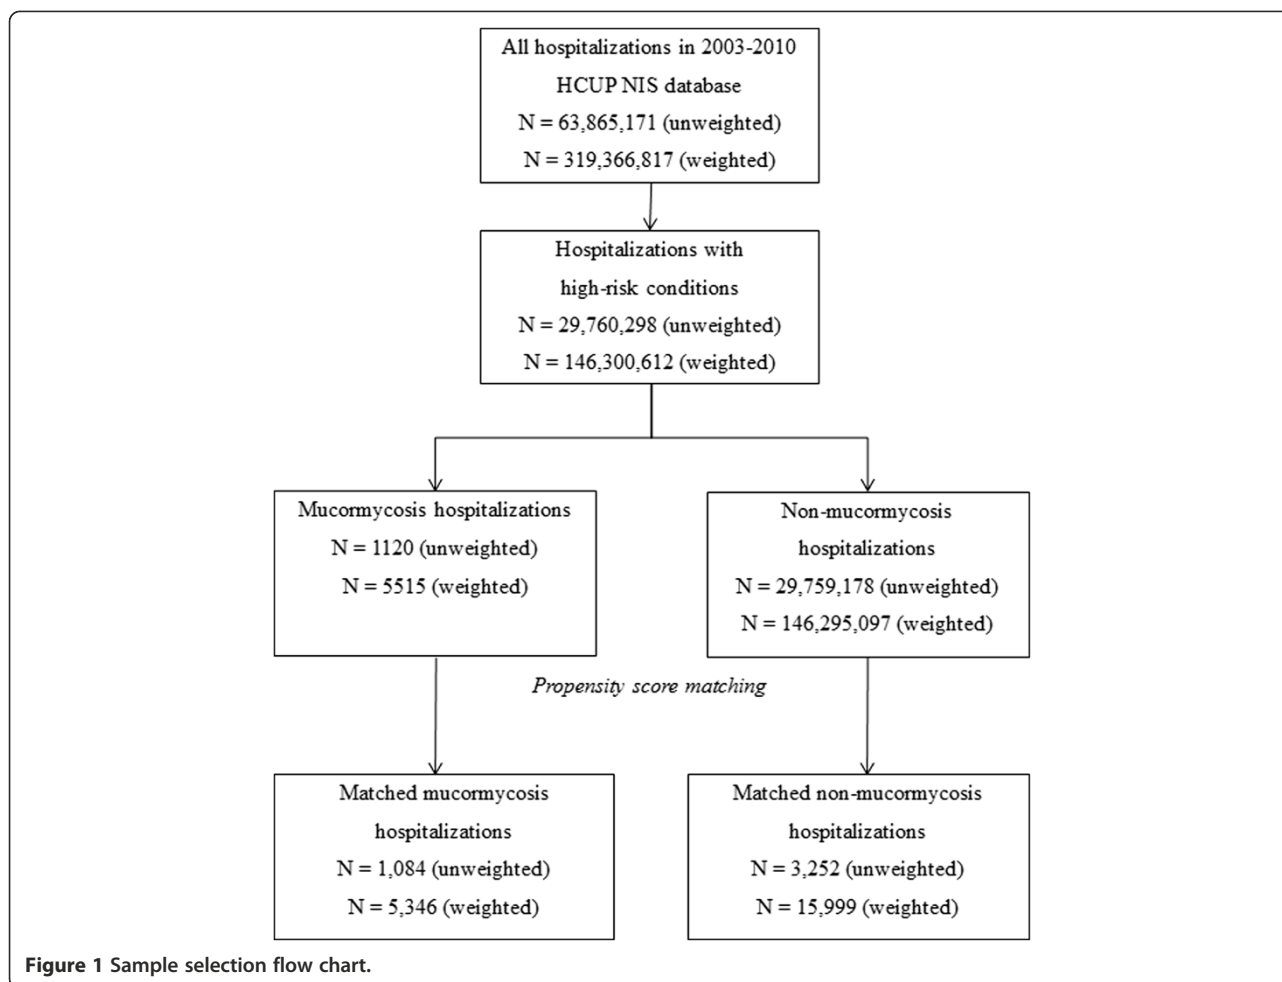 All hospitalizations in 2003-2010
HCUP NIS database
N = 63,865,171 (unweighted)
N = 319,366,817 (weighted)
Hospitalizations with
high-risk conditions
N = 29,760,298 (unweighted)
N = 146,300,612 (weighted)
Mucormycosis hospitalizations
N = 1120 (unweighted)
N = 5515 (weighted)
Non-mucormycosis
hospitalizations
N = 29,759,178 (unweighted)
N = 146,295,097 (weighted)
Propensity score matching
Matched mucormycosis
hospitalizations
N = 1,084 (unweighted)
N = 5,346 (weighted)
Matched non-mucormycosis
hospitalizations
N = 3,252 (unweighted)
N = 15,999 (weighted)
Figure 1 Sample selection flow chart.